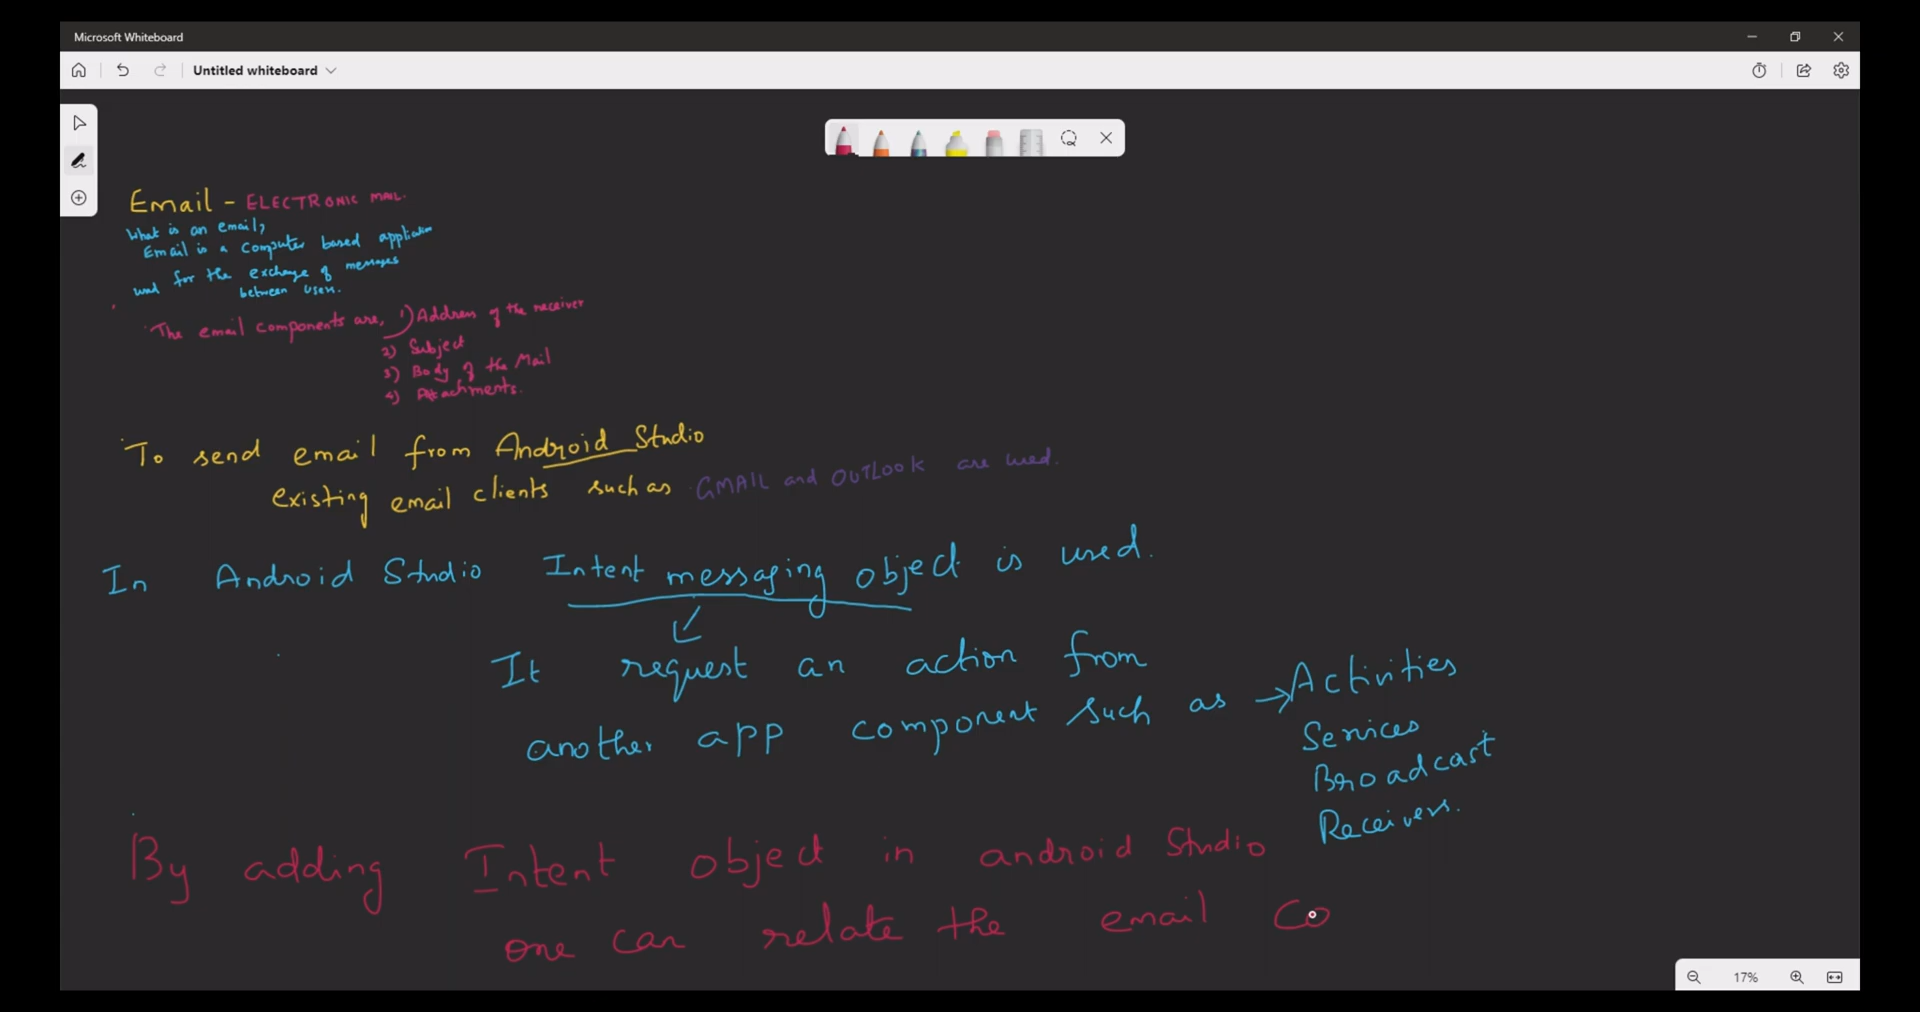 Microsoft Whiteboard
Untitled whiteboard
Email - ELECTRONIC MAIL.
What is an email?
Email is a computer based application
used for the exchange of messages
between users.
The email components are, 1) Address of the receiver
2) Subject
3) Body of the Mail
4) Attachments.
To send email from Android Studio
existing email clients such as GMAIL and OUTLOOK are used.
In Android Studio Intent messaging object is used.
It request an action from
another app component such as → Activities
Services
Broadcast
Receivers.
By adding Intent object in android Studio
one can relate the email co
17%